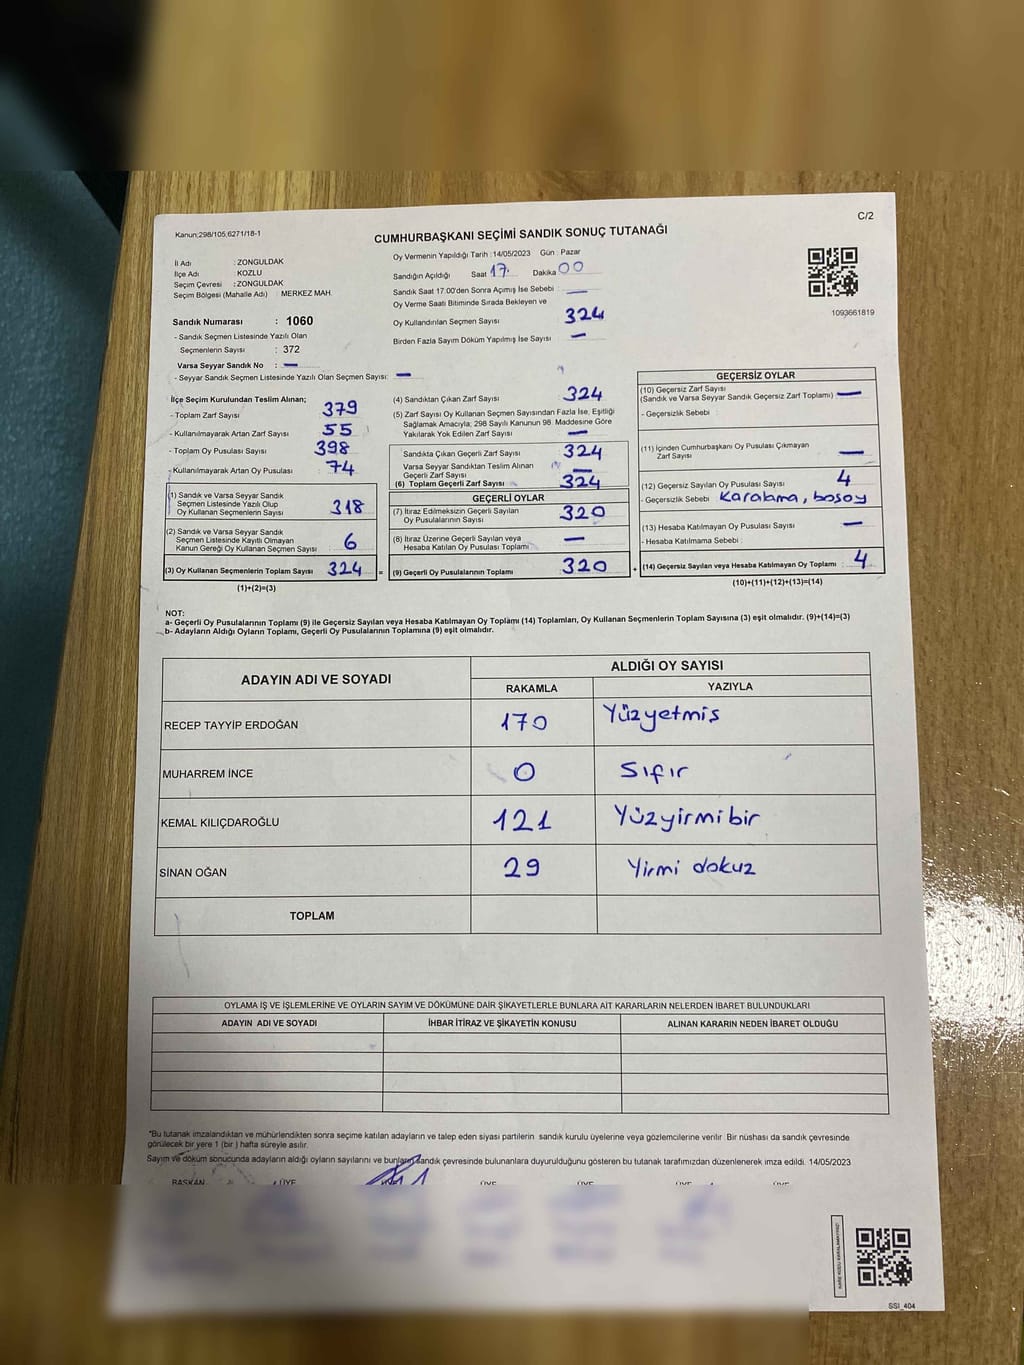 C/2
Kanun:298/105;6271/18-1
CUMHURBAŞKANI SEÇİMİ SANDIK SONUÇ TUTANAĞI
İl Adı : ZONGULDAK
İlçe Adı : KOZLU
Seçim Çevresi : ZONGULDAK
Seçim Bölgesi (Mahalle Adı) : MERKEZ MAH.
Sandık Numarası : 1060
- Sandık Seçmen Listesinde Yazılı Olan
Seçmenlerin Sayısı : 372
Varsa Seyyar Sandık No : —
- Seyyar Sandık Seçmen Listesinde Yazılı Olan Seçmen Sayısı: —
Oy Vermenin Yapıldığı Tarih :14/05/2023 Gün : Pazar
Sandığın Açıldığı Saat 17 Dakika 00
Sandık Saat 17:00'den Sonra Açılmış İse Sebebi : —
Oy Verme Saati Bitiminde Sırada Bekleyen ve
Oy Kullandırılan Seçmen Sayısı 324
Birden Fazla Sayım Döküm Yapılmış İse Sayısı —
1093661819
İlçe Seçim Kurulundan Teslim Alınan;
- Toplam Zarf Sayısı 379
- Kullanılmayarak Artan Zarf Sayısı 55
- Toplam Oy Pusulası Sayısı 398
- Kullanılmayarak Artan Oy Pusulası 74
(1) Sandık ve Varsa Seyyar Sandık
Seçmen Listesinde Yazılı Olup
Oy Kullanan Seçmenlerin Sayısı 318
(2) Sandık ve Varsa Seyyar Sandık
Seçmen Listesinde Kayıtlı Olmayan
Kanun Gereği Oy Kullanan Seçmen Sayısı 6
(3) Oy Kullanan Seçmenlerin Toplam Sayısı 324 =
(1)+(2)=(3)
(4) Sandıktan Çıkan Zarf Sayısı 324
(5) Zarf Sayısı Oy Kullanan Seçmen Sayısından Fazla İse, Eşitliği
Sağlamak Amacıyla; 298 Sayılı Kanunun 98. Maddesine Göre
Yakılarak Yok Edilen Zarf Sayısı —
Sandıkta Çıkan Geçerli Zarf Sayısı 324
Varsa Seyyar Sandıktan Teslim Alınan
Geçerli Zarf Sayısı —
(6) Toplam Geçerli Zarf Sayısı 324
GEÇERLİ OYLAR
(7) İtiraz Edilmeksizin Geçerli Sayılan
Oy Pusulalarının Sayısı 320
(8) İtiraz Üzerine Geçerli Sayılan veya
Hesaba Katılan Oy Pusulası Toplamı —
(9) Geçerli Oy Pusulalarının Toplamı 320 +
GEÇERSİZ OYLAR
(10) Geçersiz Zarf Sayısı
(Sandık ve Varsa Seyyar Sandık Geçersiz Zarf Toplamı) —
- Geçersizlik Sebebi :
(11) İçinden Cumhurbaşkanı Oy Pusulası Çıkmayan
Zarf Sayısı —
(12) Geçersiz Sayılan Oy Pusulası Sayısı 4
- Geçersizlik Sebebi Karalama, bosoy
(13) Hesaba Katılmayan Oy Pusulası Sayısı —
- Hesaba Katılmama Sebebi :
(14) Geçersiz Sayılan veya Hesaba Katılmayan Oy Toplamı : 4
(10)+(11)+(12)+(13)=(14)
NOT:
a- Geçerli Oy Pusulalarının Toplamı (9) ile Geçersiz Sayılan veya Hesaba Katılmayan Oy Toplamı (14) Toplamları, Oy Kullanan Seçmenlerin Toplam Sayısına (3) eşit olmalıdır. (9)+(14)=(3)
b- Adayların Aldığı Oyların Toplamı, Geçerli Oy Pusulalarının Toplamına (9) eşit olmalıdır.
ADAYIN ADI VE SOYADI
ALDIĞI OY SAYISI
RAKAMLA YAZIYLA
RECEP TAYYİP ERDOĞAN 170 Yüzyetmis
MUHARREM İNCE 0 Sıfır
KEMAL KILIÇDAROĞLU 121 Yüzyirmibir
SİNAN OĞAN 29 Yirmi dokuz
TOPLAM
OYLAMA İŞ VE İŞLEMLERİNE VE OYLARIN SAYIM VE DÖKÜMÜNE DAİR ŞİKAYETLERLE BUNLARA AİT KARARLARIN NELERDEN İBARET BULUNDUKLARI
ADAYIN ADI VE SOYADI İHBAR İTİRAZ VE ŞİKAYETİN KONUSU ALINAN KARARIN NEDEN İBARET OLDUĞU
*Bu tutanak imzalandıktan ve mühürlendikten sonra seçime katılan adayların ve talep eden siyasi partilerin sandık kurulu üyelerine veya gözlemcilerine verilir. Bir nüshası da sandık çevresinde
görülecek bir yere 1 (bir ) hafta süreyle asılır.
Sayım ve döküm sonucunda adayların aldığı oyların sayılarını ve bunların sandık çevresinde bulunanlara duyurulduğunu gösteren bu tutanak tarafımızdan düzenlenerek imza edildi. 14/05/2023
BAŞKAN ÜYE ÜYE ÜYE ÜYE ÜYE
SSI_404